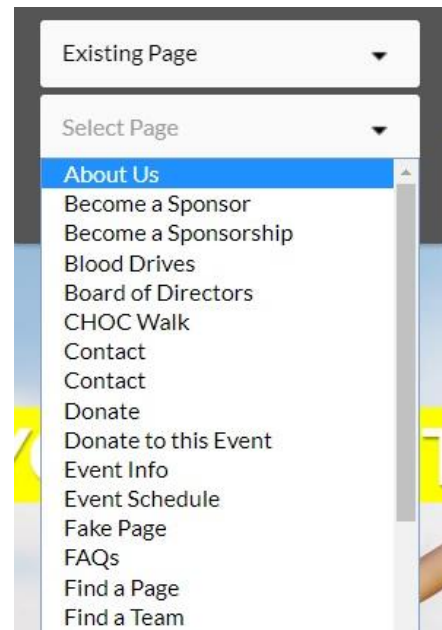 Existing Page
Select Page
About Us
Become a Sponsor
Become a Sponsorship
Blood Drives
Board of Directors
CHOC Walk
Contact
Contact
Donate
Donate to this Event
Event Info
Event Schedule
Fake Page
FAQs
Find a Page
Find a Team